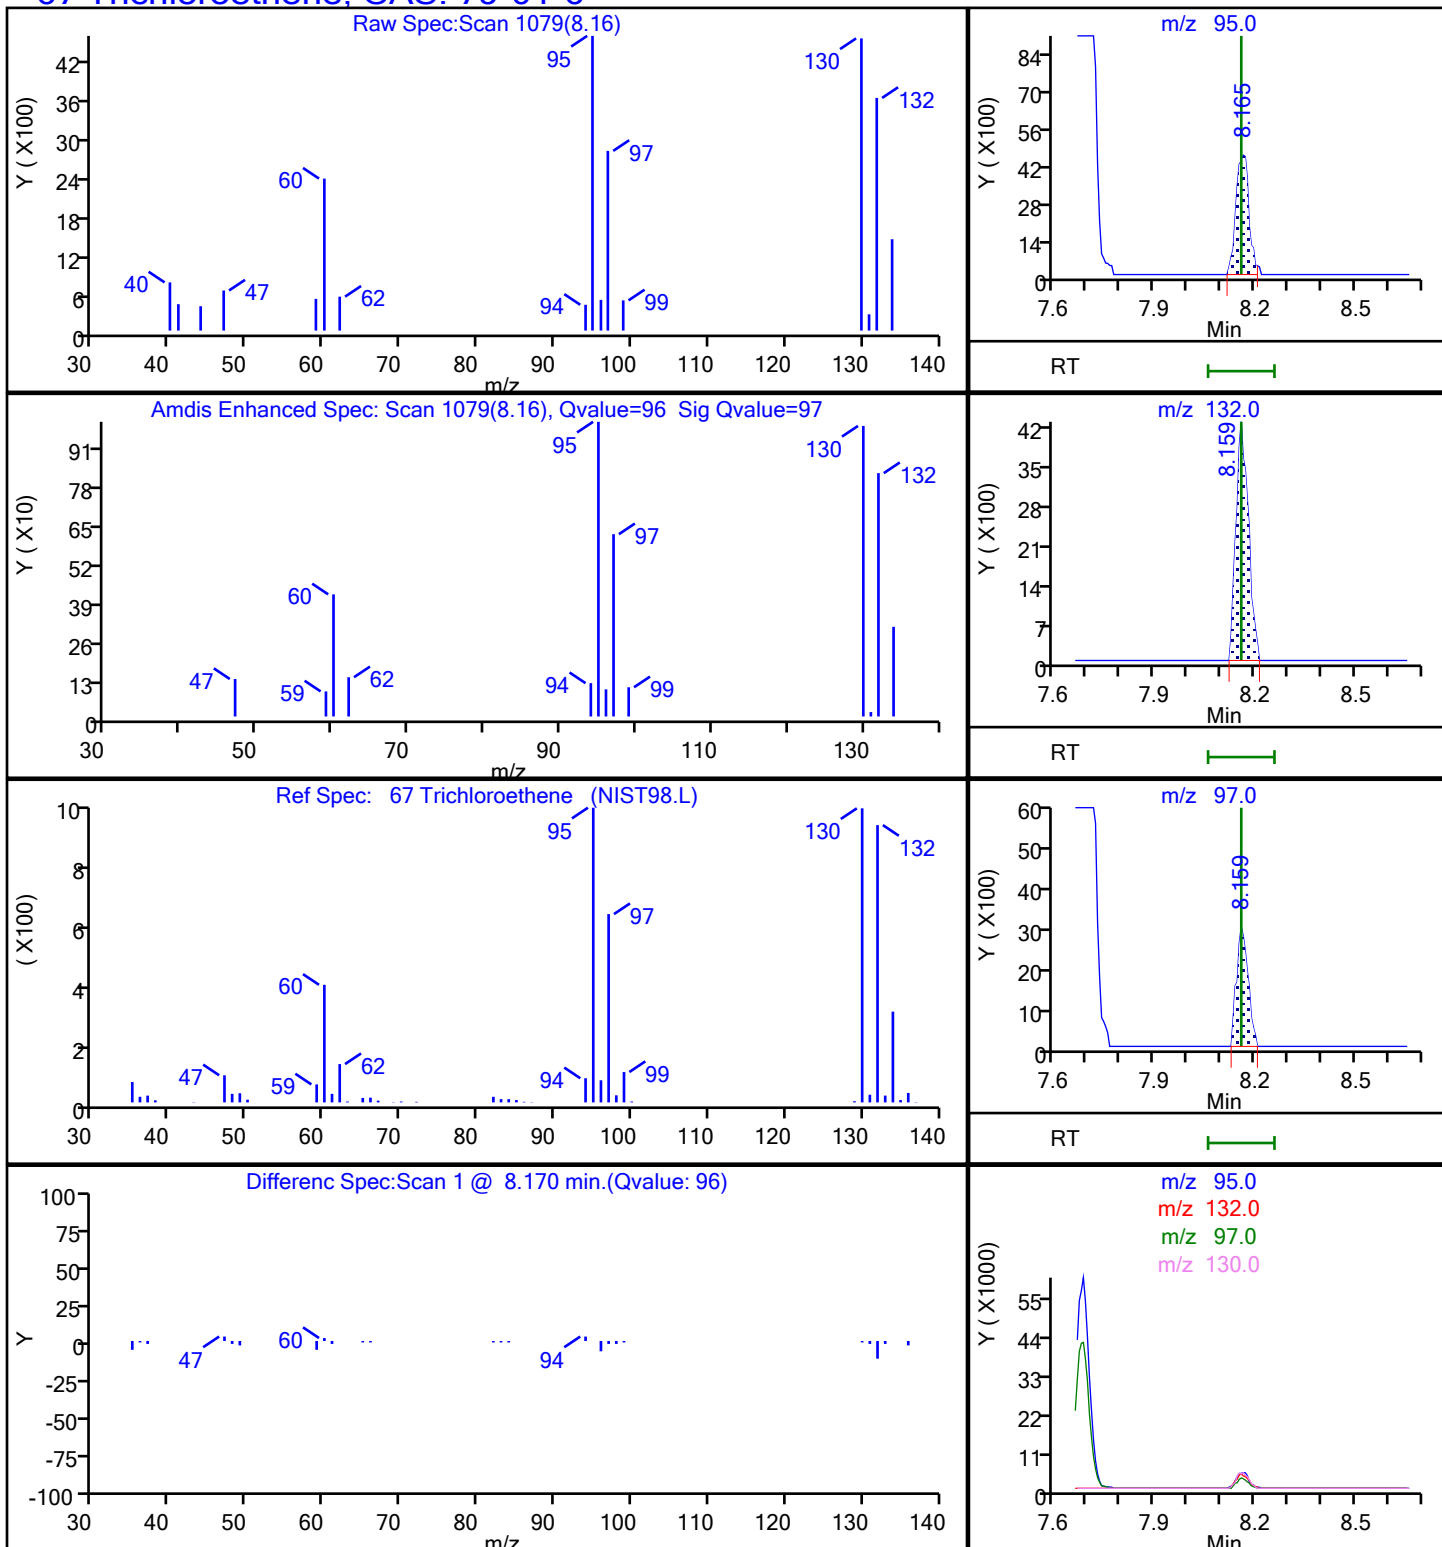 67 Trichloroethene, CAS: 79-01-6
Raw Spec:Scan 1079(8.16)
Y ( X100)
42
36
30
24
18
12
6
0
40
47
60
62
94
95
97
99
130
132
30 40 50 60 70 80 90 100 110 120 130 140
m/z
m/z 95.0
Y ( X100)
84
70
56
42
28
14
0
8.165
7.6 7.9 8.2 8.5
Min
RT
Amdis Enhanced Spec: Scan 1079(8.16), Qvalue=96 Sig Qvalue=97
Y ( X10)
91
78
65
52
39
26
13
0
47
59
60
62
94
95
97
99
130
132
30 50 70 90 110 130
m/z
m/z 132.0
Y ( X100)
42
35
28
21
14
7
0
8.159
7.6 7.9 8.2 8.5
Min
RT
Ref Spec: 67 Trichloroethene (NIST98.L)
( X100)
10
8
6
4
2
0
47
59
60
62
94
95
97
99
130
132
30 40 50 60 70 80 90 100 110 120 130 140
m/z 97.0
Y ( X100)
60
50
40
30
20
10
0
8.159
7.6 7.9 8.2 8.5
Min
RT
Differenc Spec:Scan 1 @ 8.170 min.(Qvalue: 96)
Y
100
75
50
25
0
-25
-50
-75
-100
47
60
94
30 40 50 60 70 80 90 100 110 120 130 140
m/z
m/z 95.0
m/z 132.0
m/z 97.0
m/z 130.0
Y ( X1000)
55
44
33
22
11
0
7.6 7.9 8.2 8.5
Min